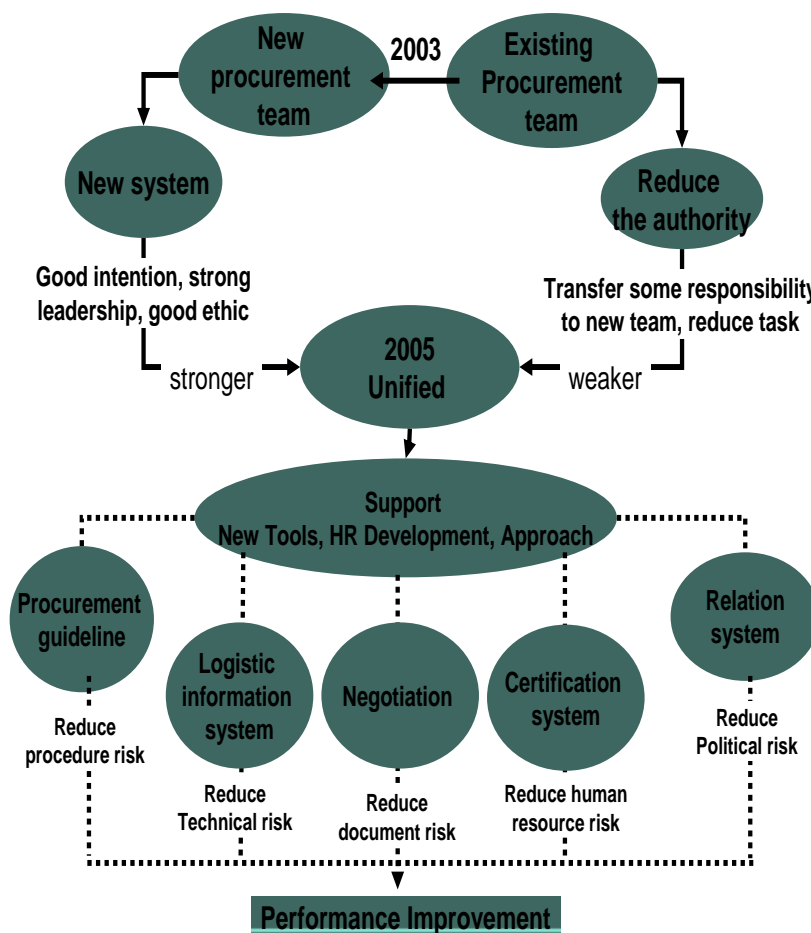 New
procurement
team
2003
Existing
Procurement
team
New system
Reduce
the authority
Good intention, strong
leadership, good ethic
Transfer some responsibility
to new team, reduce task
stronger
2005
Unified
weaker
Support
New Tools, HR Development, Approach
Procurement
guideline
Logistic
information
system
Negotiation
Certification
system
Relation
system
Reduce
procedure risk
Reduce
Technical risk
Reduce
document risk
Reduce human
resource risk
Reduce
Political risk
Performance Improvement